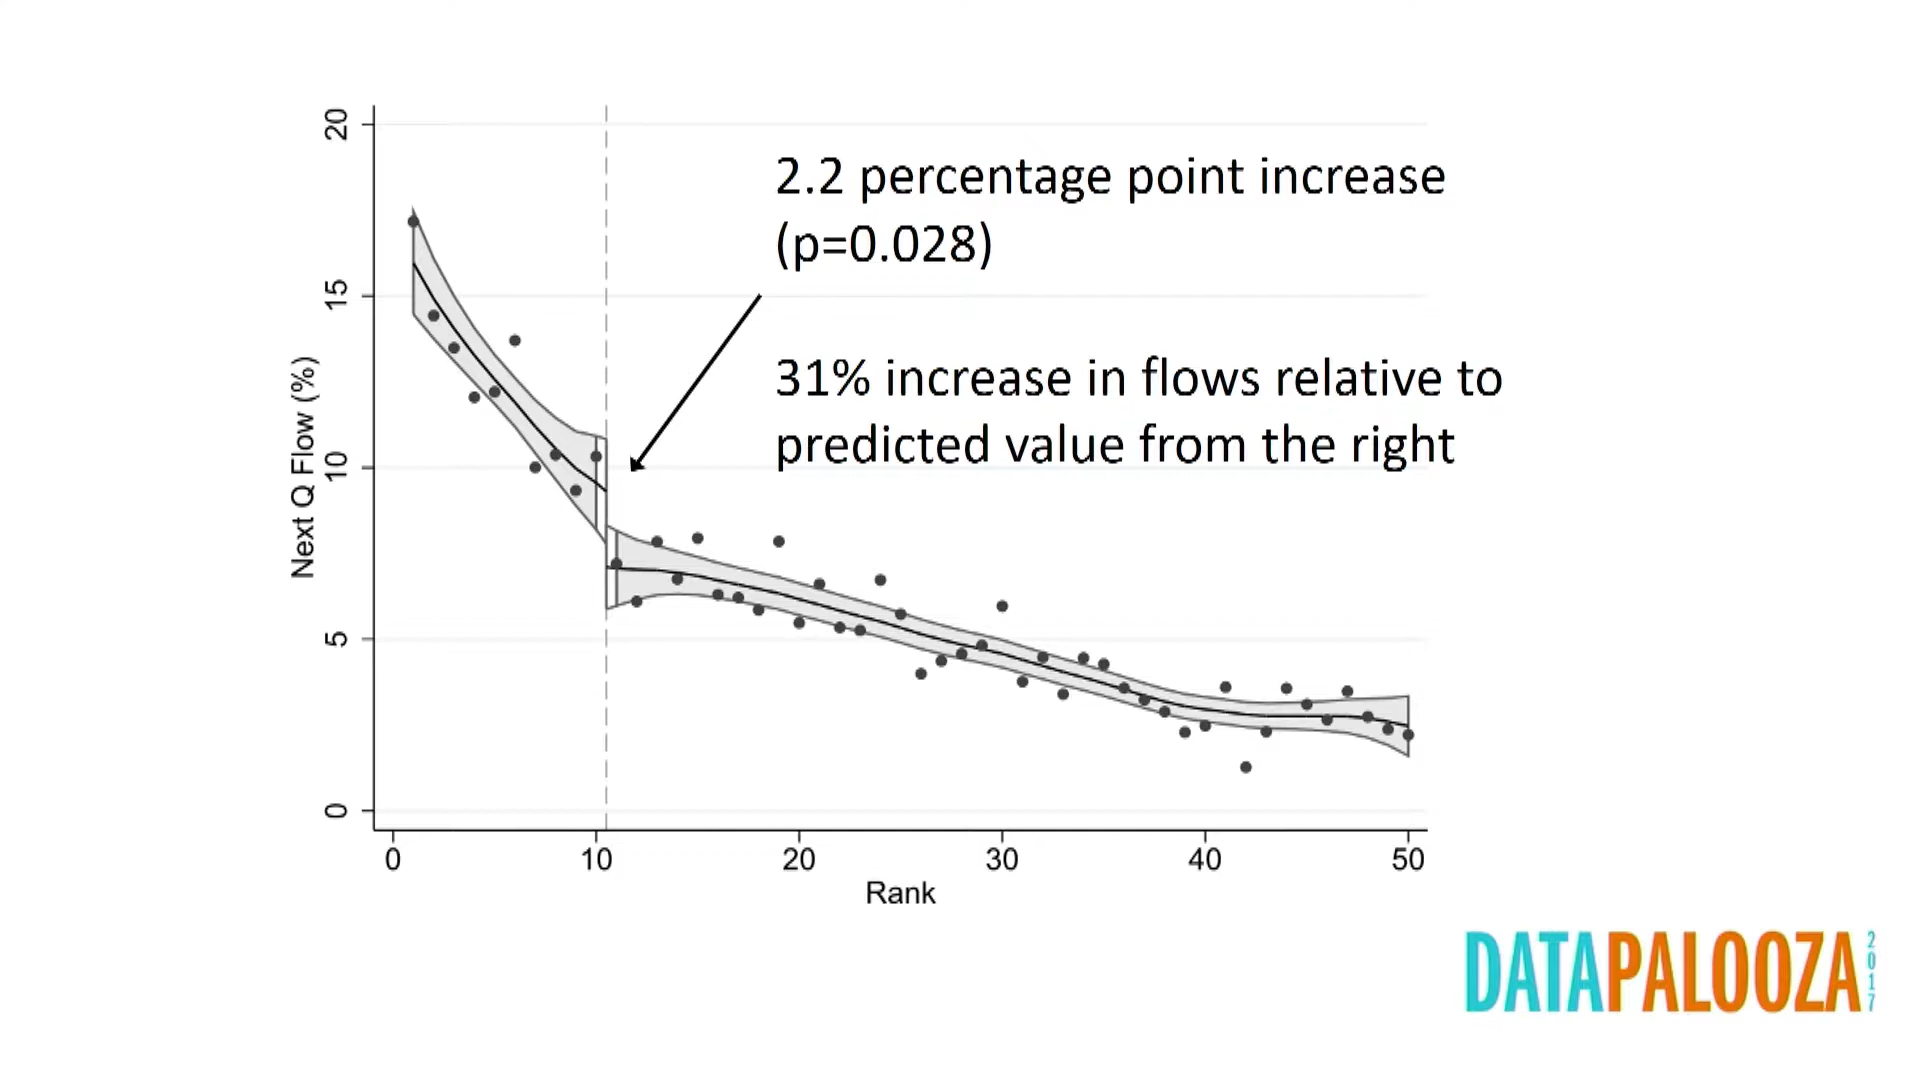 2.2 percentage point increase
(p=0.028)
31% increase in flows relative to
predicted value from the right
Next Q Flow (%)
20
15
10
5
0
0 10 20 30 40 50
Rank
DATAPALOOZA 2017